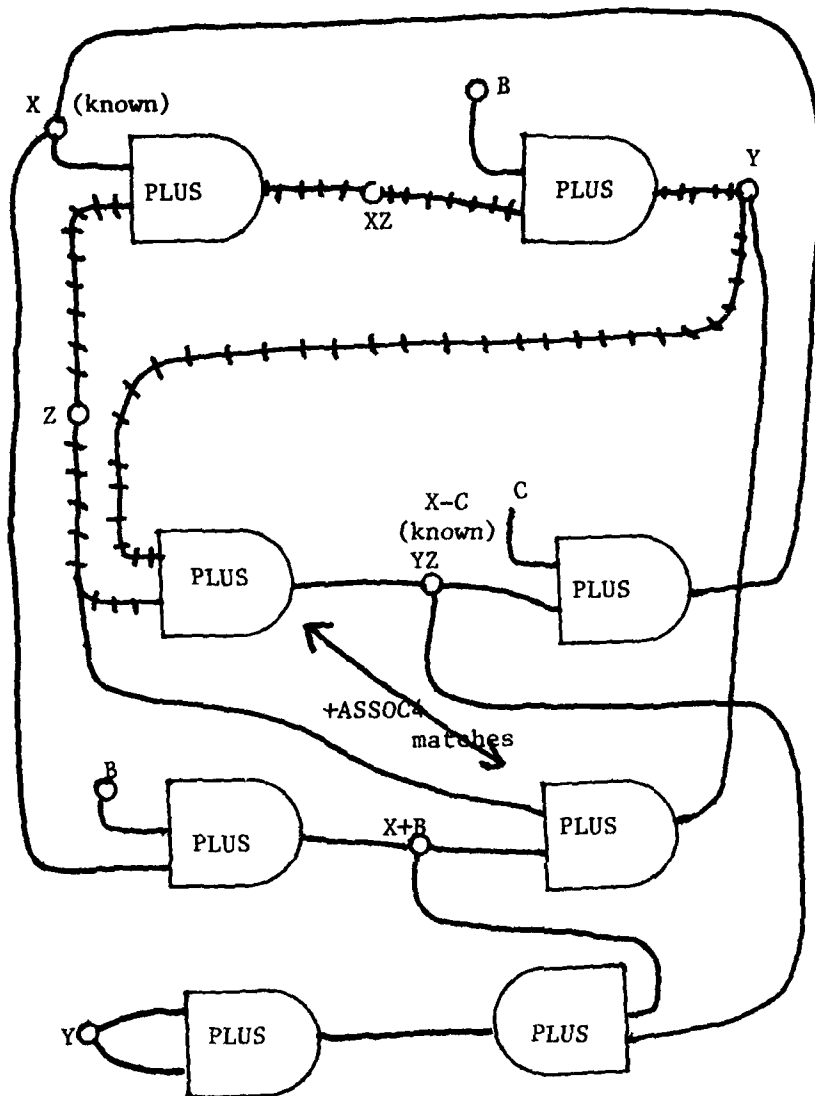 X (known)
B
Y
PLUS
PLUS
XZ
Z
X-C
(known)
YZ
C
PLUS
PLUS
+ASSOC4
matches
B
X+B
PLUS
PLUS
Y
PLUS
PLUS